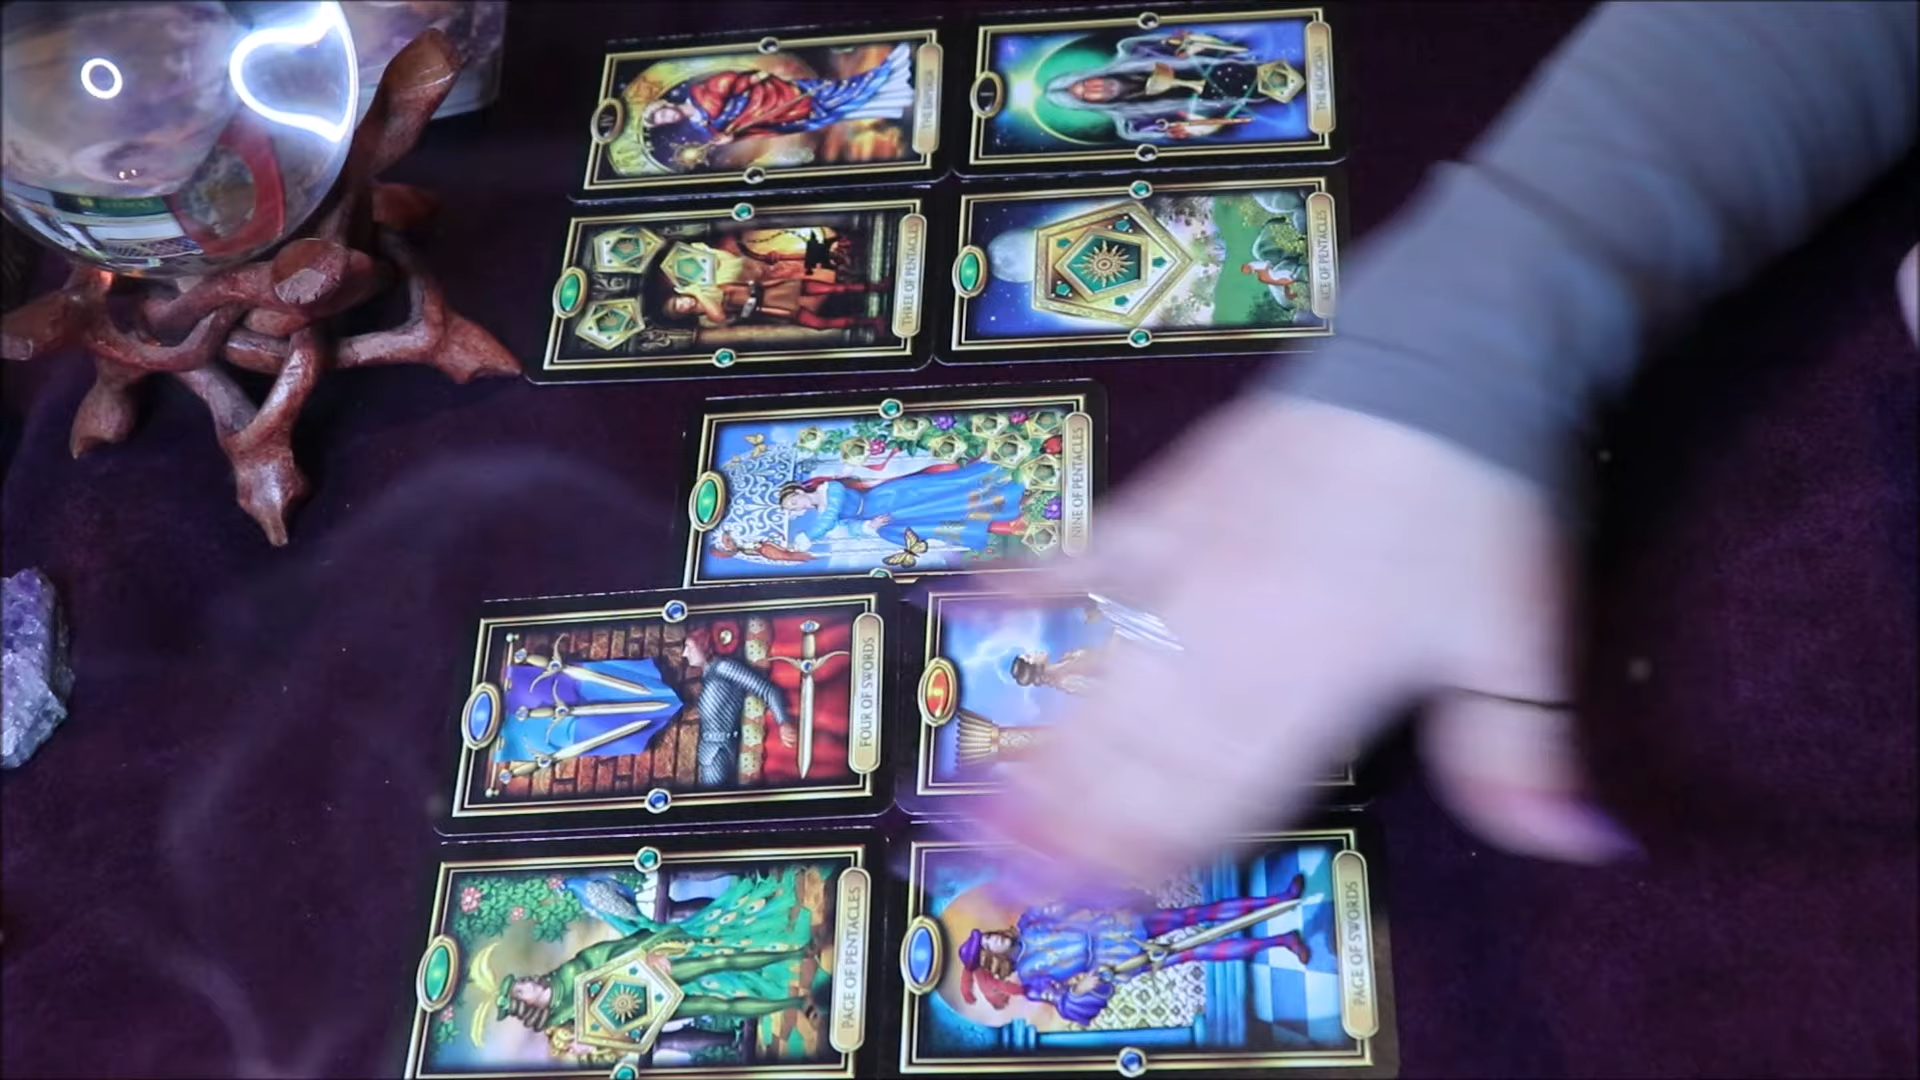 IV
THE EMPEROR
I
THE MAGICIAN
THREE OF PENTACLES
ACE OF PENTACLES
NINE OF PENTACLES
FOUR OF SWORDS
PAGE OF PENTACLES
PAGE OF SWORDS